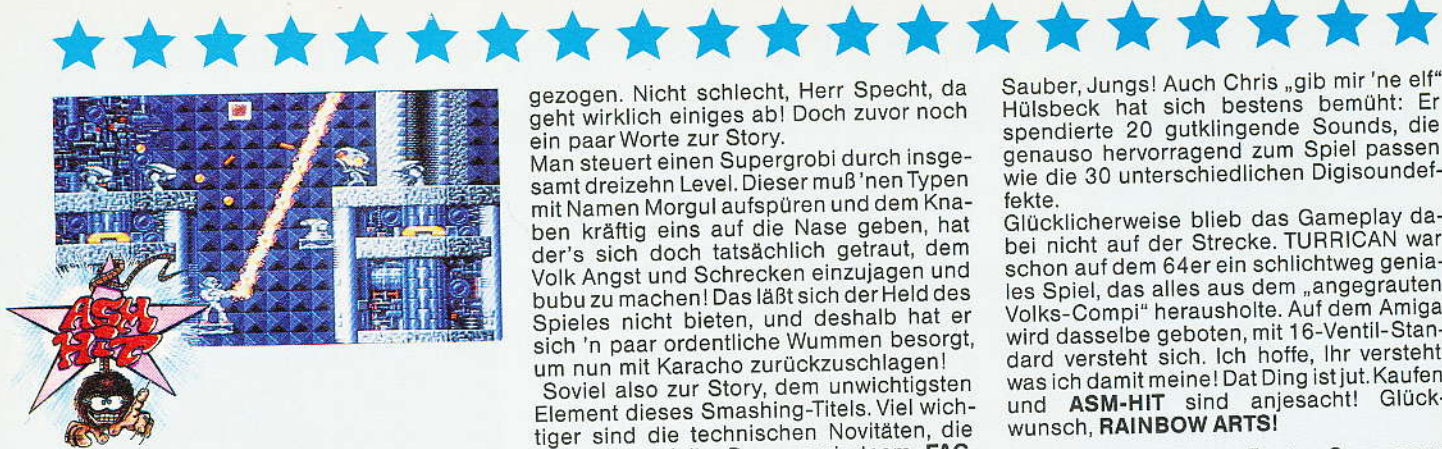 ASM
HIT
gezogen. Nicht schlecht, Herr Specht, da
geht wirklich einiges ab! Doch zuvor noch
ein paar Worte zur Story.
Man steuert einen Supergrobi durch insge-
samt dreizehn Level. Dieser muß 'nen Typen
mit Namen Morgul aufspüren und dem Kna-
ben kräftig eins auf die Nase geben, hat
der's sich doch tatsächlich getraut, dem
Volk Angst und Schrecken einzujagen und
bubu zu machen! Das läßt sich der Held des
Spieles nicht bieten, und deshalb hat er
sich 'n paar ordentliche Wummen besorgt,
um nun mit Karacho zurückzuschlagen!
Soviel also zur Story, dem unwichtigsten
Element dieses Smashing-Titels. Viel wich-
tiger sind die technischen Novitäten, die
Sauber, Jungs! Auch Chris „gib mir 'ne elf“
Hülsbeck hat sich bestens bemüht: Er
spendierte 20 gutklingende Sounds, die
genauso hervorragend zum Spiel passen
wie die 30 unterschiedlichen Digisoundef-
fekte.
Glücklicherweise blieb das Gameplay da-
bei nicht auf der Strecke. TURRICAN war
schon auf dem 64er ein schlichtweg genia-
les Spiel, das alles aus dem „angegrauten
Volks-Compi“ herausholte. Auf dem Amiga
wird dasselbe geboten, mit 16-Ventil-Stan-
dard versteht sich. Ich hoffe, Ihr versteht
was ich damit meine! Dat Ding ist jut. Kaufen
und ASM-HIT sind anjesacht! Glück-
wunsch, RAINBOW ARTS!